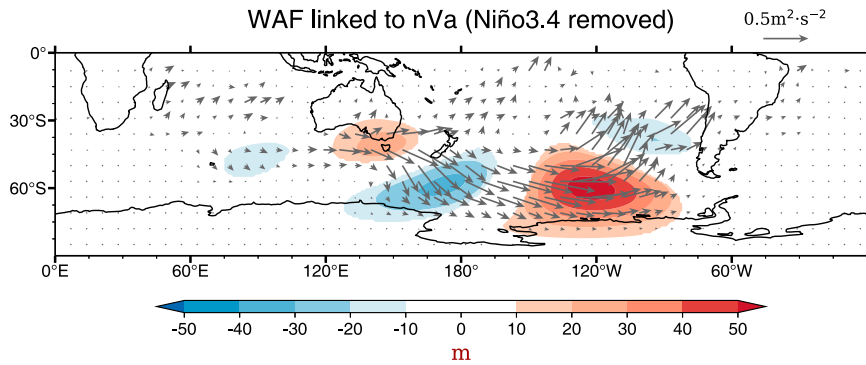 WAF linked to nVa (Niño3.4 removed)
0.5m²·s⁻²
0°
30°S
60°S
0°E 60°E 120°E 180° 120°W 60°W
-50 -40 -30 -20 -10 0 10 20 30 40 50
m